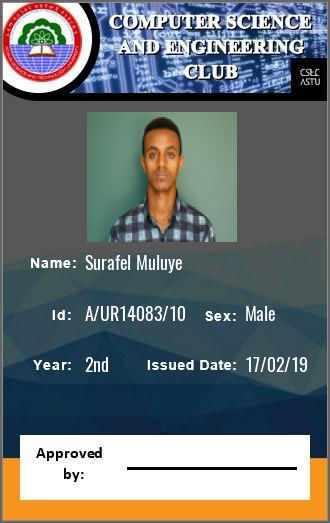 COMPUTER SCIENCE
AND ENGINEERING
CLUB
CSEC
ASTU
Name: Surafel Muluye
Id: A/UR14083/10 Sex: Male
Year: 2nd Issued Date: 17/02/19
Approved
by: